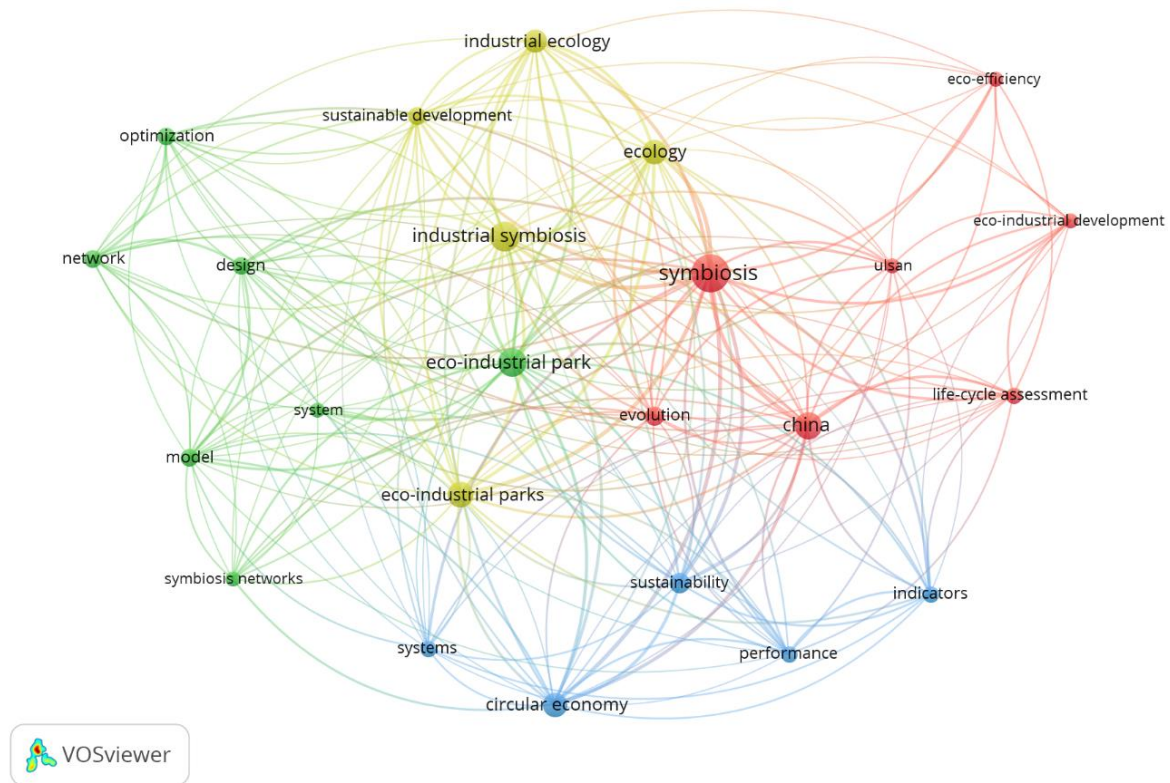 industrial ecology
eco-efficiency
sustainable development
optimization
ecology
eco-industrial development
industrial symbiosis
network
design
symbiosis
ulsan
eco-industrial park
life-cycle assessment
system
evolution
china
model
eco-industrial parks
symbiosis networks
sustainability
indicators
systems
performance
circular economy
VOSviewer